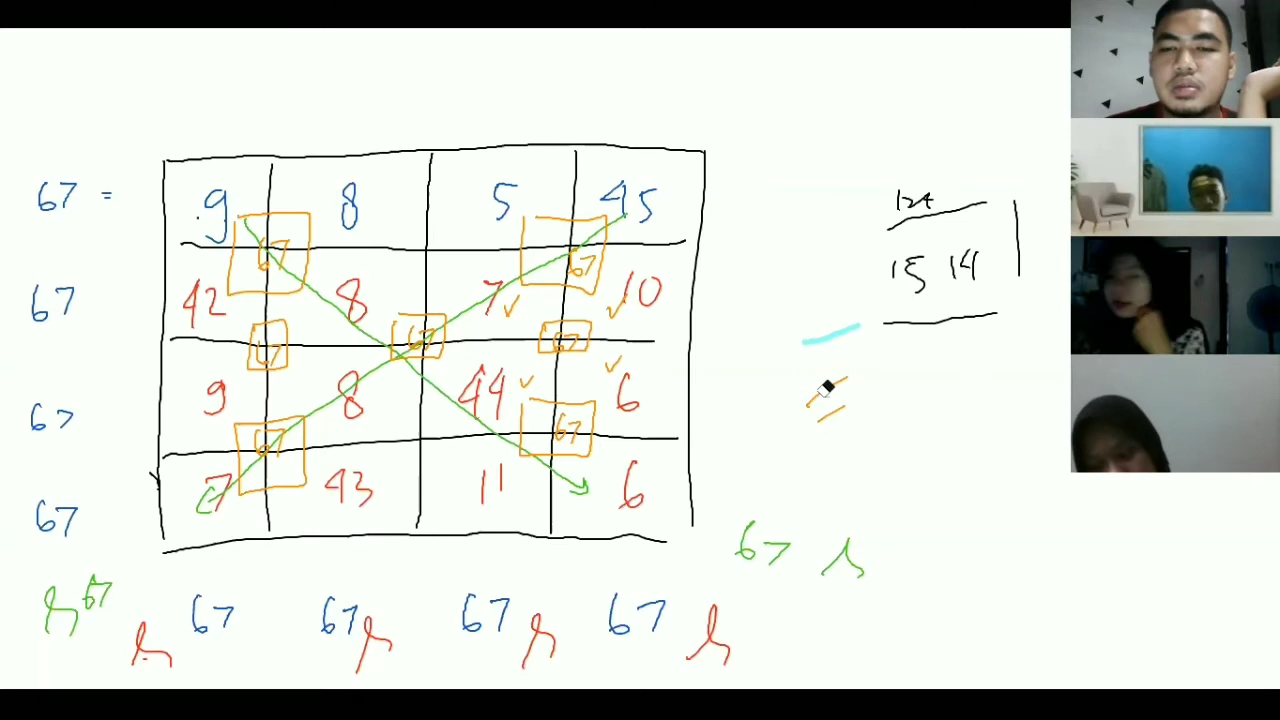 67 = 9 8 5 45
67 67
67 42 8 7 10
67 67 67
67 9 8 44 6
67 67
67 7 43 11 6
15 14
67
67 67 67 67 67